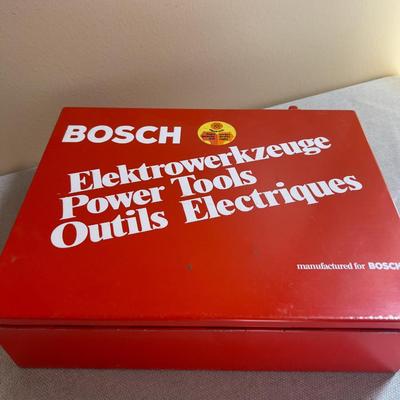 BOSCH
Elektrowerkzeuge
Power Tools
Outils Electriques
manufactured for BOSCH